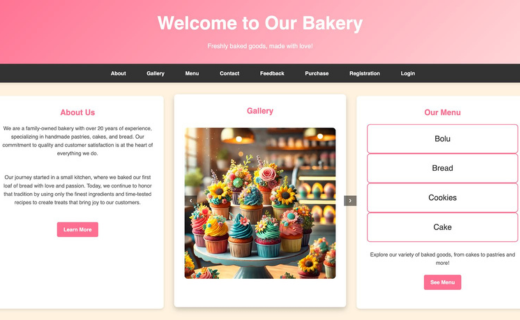 Welcome to Our Bakery
Freshly baked goods, made with love!
About Gallery Menu Contact Feedback Purchase Registration Login
About Us
We are a family-owned bakery with over 20 years of experience,
specializing in handmade pastries, cakes, and bread. Our
commitment to quality and customer satisfaction is at the heart of
everything we do.
Our journey started in a small kitchen, where we baked our first
loaf of bread with love and passion. Today, we continue to honor
that tradition by using only the finest ingredients and time-tested
recipes to create treats that bring joy to our customers.
Learn More
Gallery
Our Menu
Bolu
Bread
Cookies
Cake
Explore our variety of baked goods, from cakes to pastries and
more!
See Menu